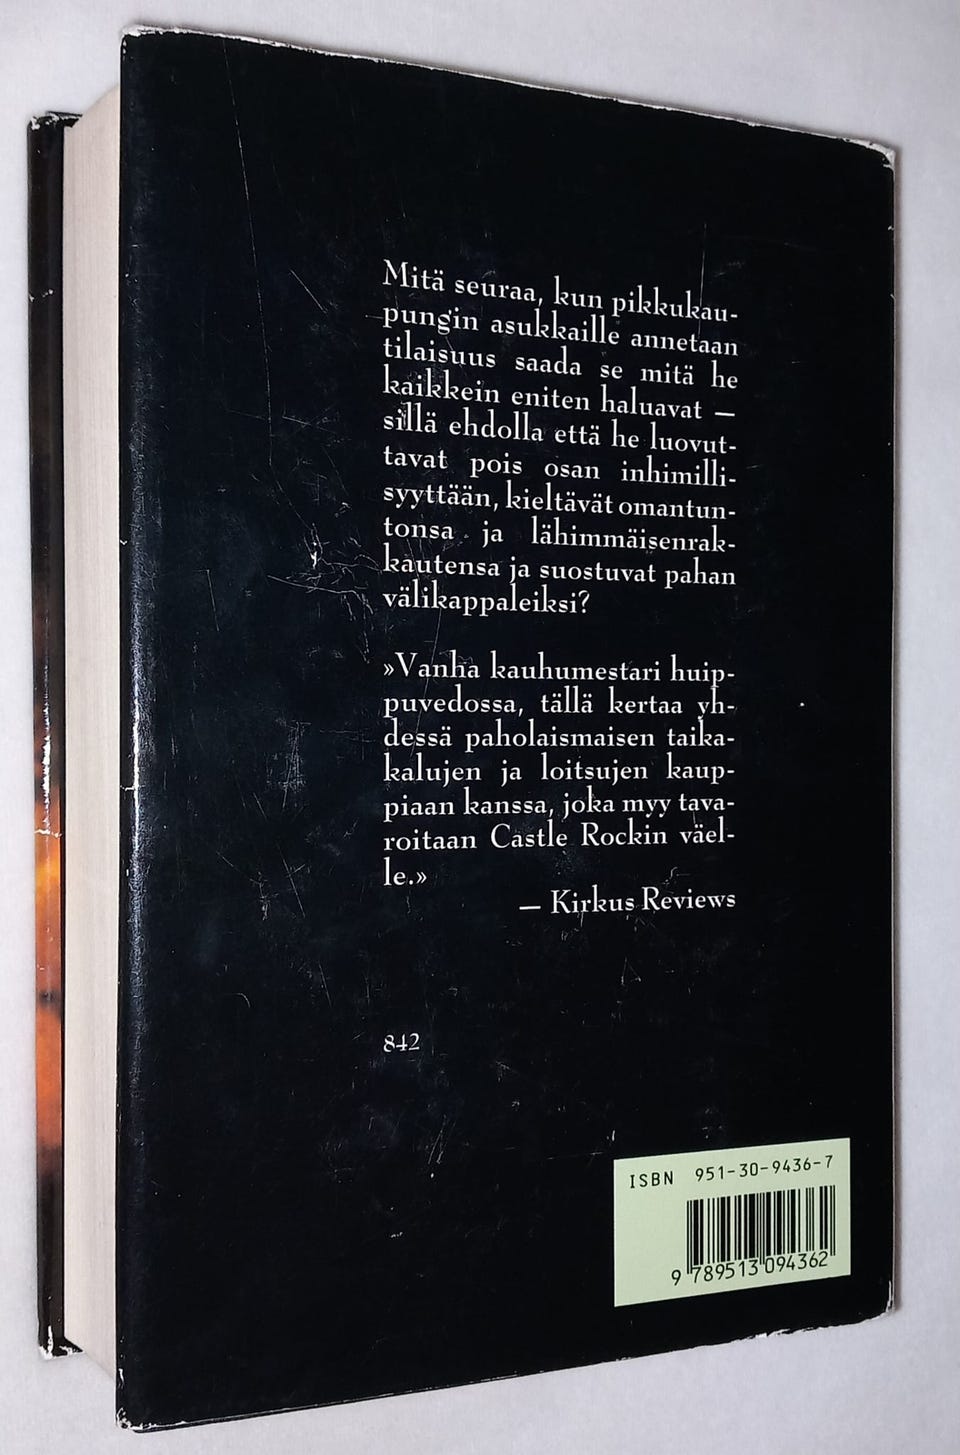 Mitä seuraa, kun pikkukau-
pungin asukkaille annetaan
tilaisuus saada se mitä he
kaikkein eniten haluavat —
sillä ehdolla että he luovut-
tavat pois osan inhimilli-
syyttään, kieltävät omantun-
tonsa ja lähimmäisenrak-
kautensa ja suostuvat pahan
välikappaleiksi?
»Vanha kauhumestari huip-
puvedossa, tällä kertaa yh-
dessä paholaismaisen taika-
kalujen ja loitsujen kaup-
piaan kanssa, joka myy tava-
roitaan Castle Rockin väel-
le.»
— Kirkus Reviews
842
ISBN 951-30-9436-7
9 789513 094362